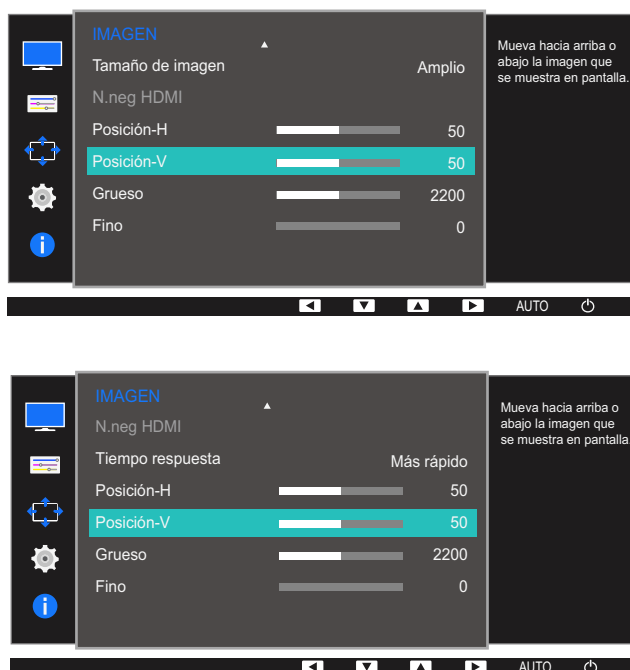 IMAGEN
Tamaño de imagen Amplio
N.neg HDMI
Posición-H 50
Posición-V 50
Grueso 2200
Fino 0
Mueva hacia arriba o
abajo la imagen que
se muestra en pantalla.
AUTO
IMAGEN
N.neg HDMI
Tiempo respuesta Más rápido
Posición-H 50
Posición-V 50
Grueso 2200
Fino 0
Mueva hacia arriba o
abajo la imagen que
se muestra en pantalla.
AUTO